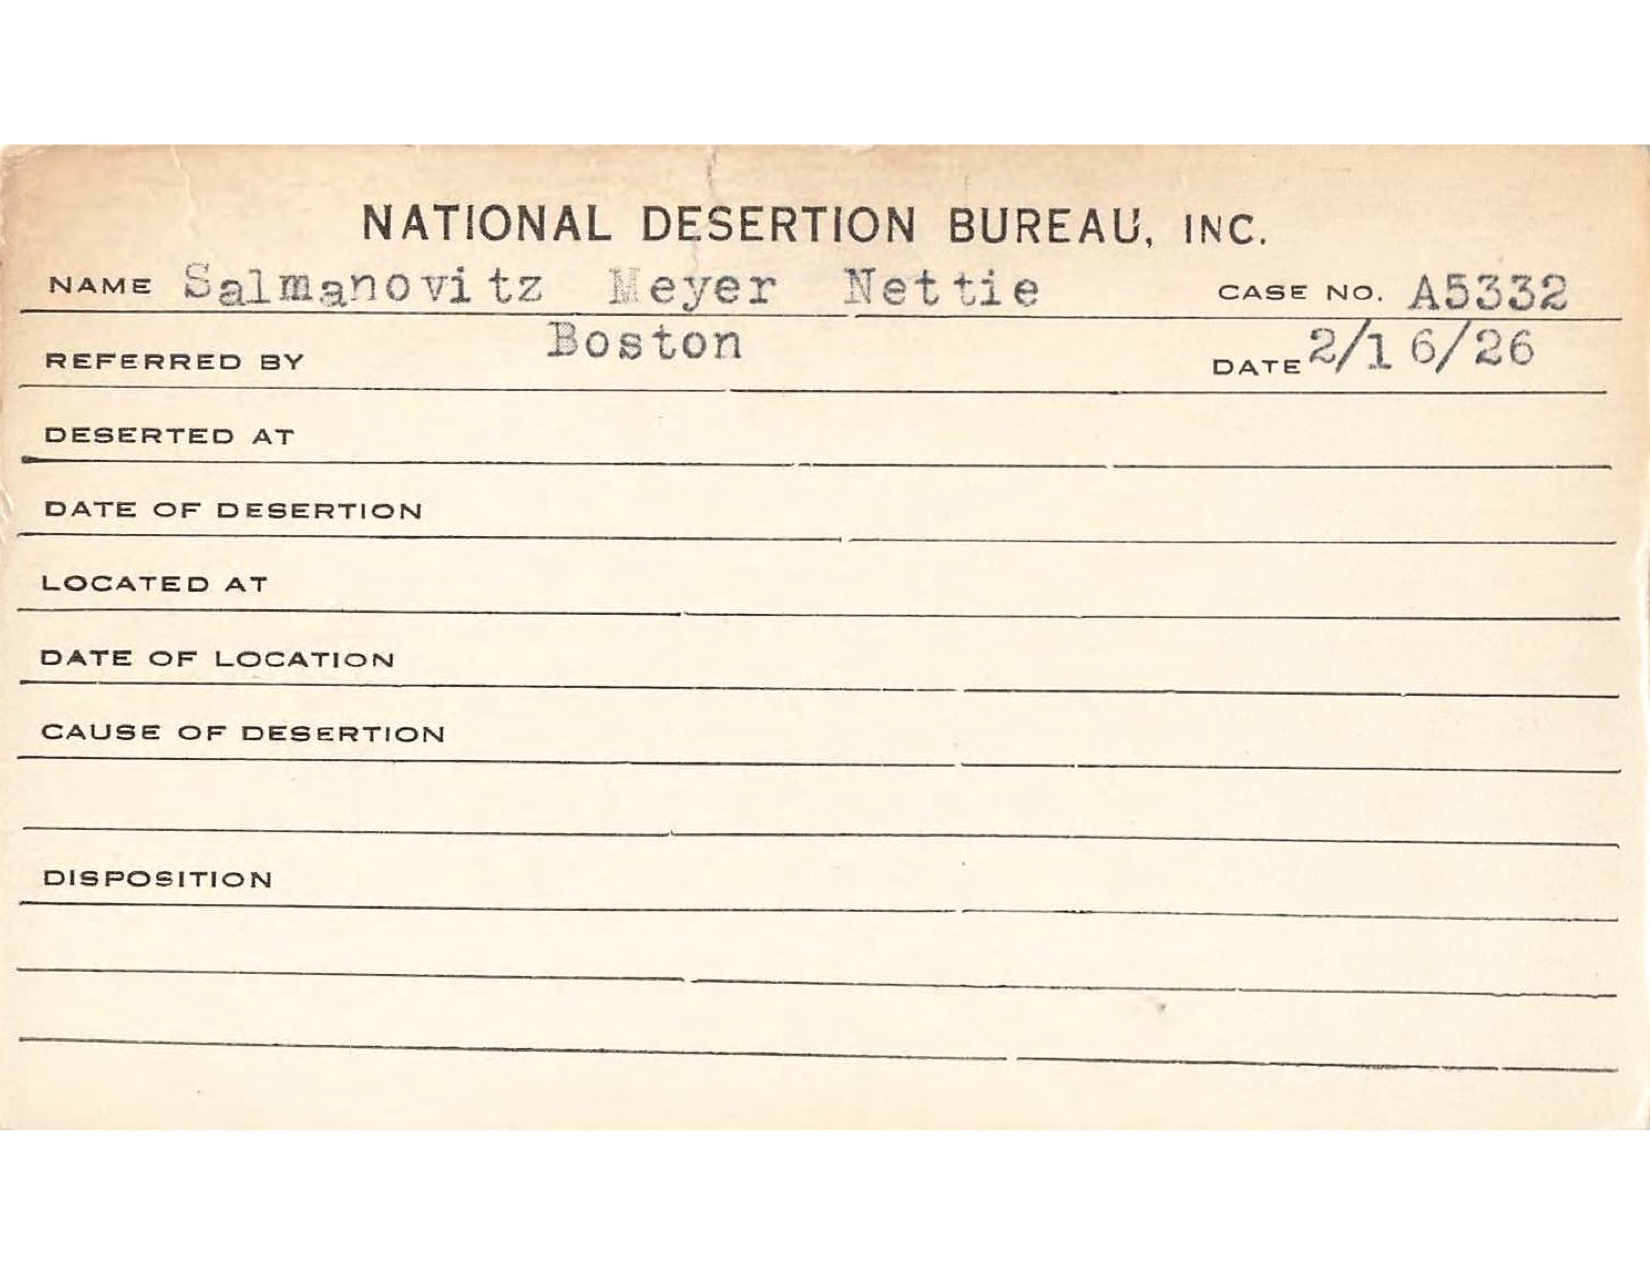 NATIONAL DESERTION BUREAU, INC.
NAME Salmanovitz Meyer Nettie CASE NO. A5332
REFERRED BY Boston DATE 2/16/26
DESERTED AT
DATE OF DESERTION
LOCATED AT
DATE OF LOCATION
CAUSE OF DESERTION
DISPOSITION